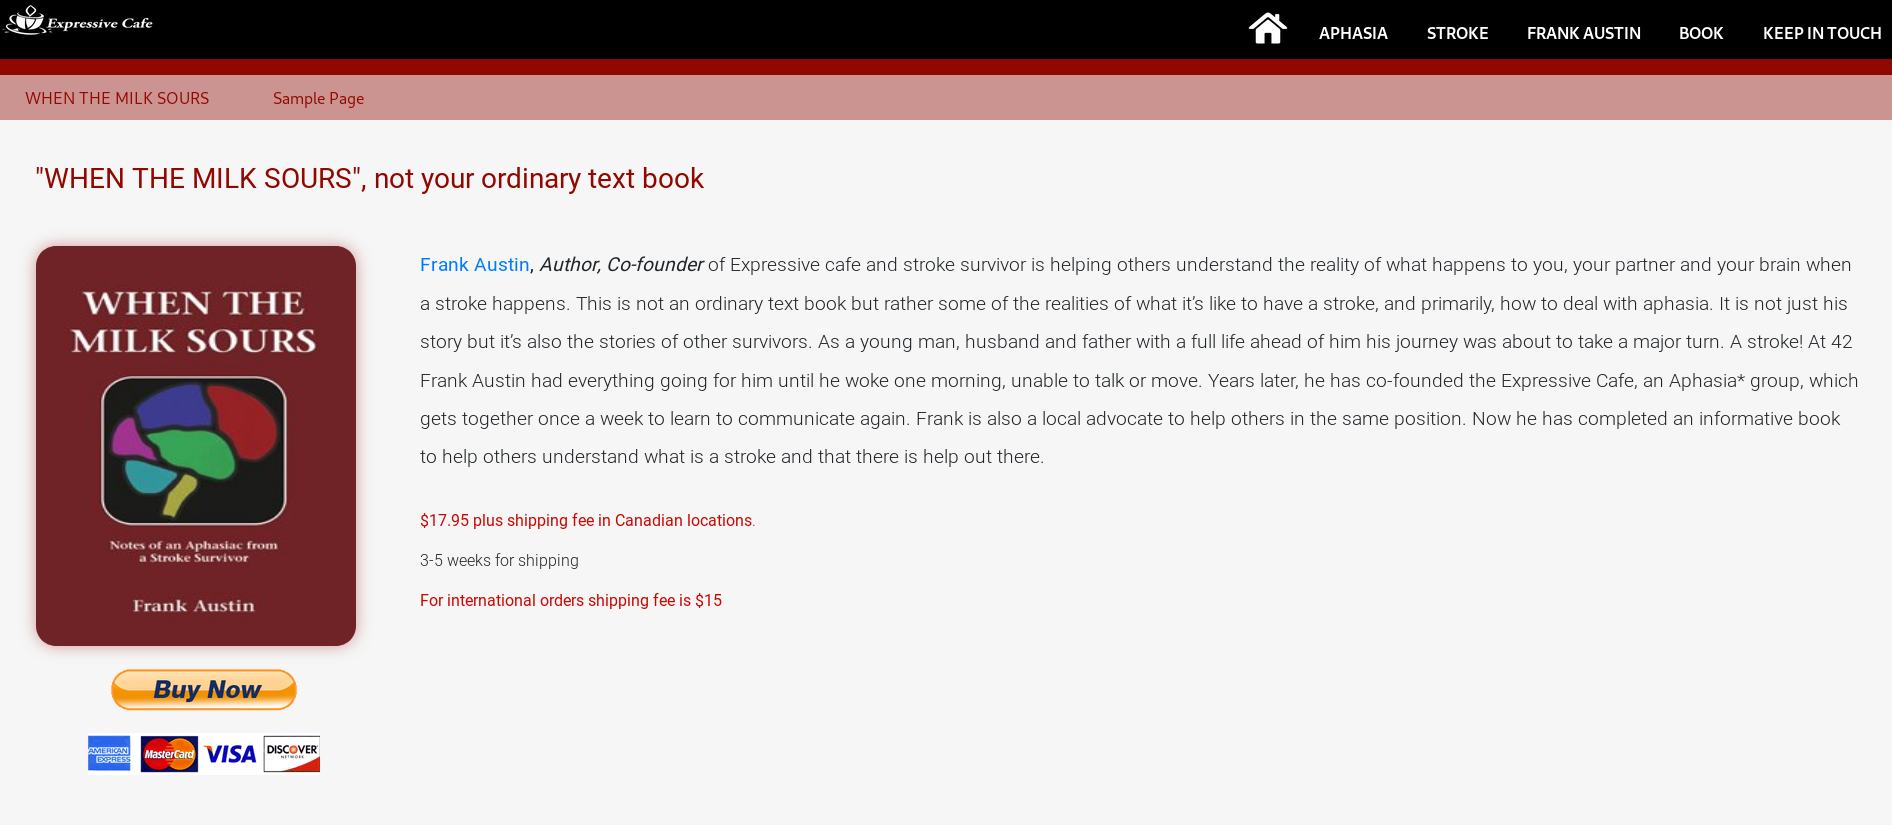 Expressive Cafe
APHASIA STROKE FRANK AUSTIN BOOK KEEP IN TOUCH
WHEN THE MILK SOURS Sample Page
"WHEN THE MILK SOURS", not your ordinary text book
WHEN THE
MILK SOURS
Notes of an Aphasiac from
a Stroke Survivor
Frank Austin
Buy Now
AMERICAN EXPRESS MasterCard VISA DISCOVER NETWORK
Frank Austin, Author, Co-founder of Expressive cafe and stroke survivor is helping others understand the reality of what happens to you, your partner and your brain when
a stroke happens. This is not an ordinary text book but rather some of the realities of what it’s like to have a stroke, and primarily, how to deal with aphasia. It is not just his
story but it’s also the stories of other survivors. As a young man, husband and father with a full life ahead of him his journey was about to take a major turn. A stroke! At 42
Frank Austin had everything going for him until he woke one morning, unable to talk or move. Years later, he has co-founded the Expressive Cafe, an Aphasia* group, which
gets together once a week to learn to communicate again. Frank is also a local advocate to help others in the same position. Now he has completed an informative book
to help others understand what is a stroke and that there is help out there.
$17.95 plus shipping fee in Canadian locations.
3-5 weeks for shipping
For international orders shipping fee is $15